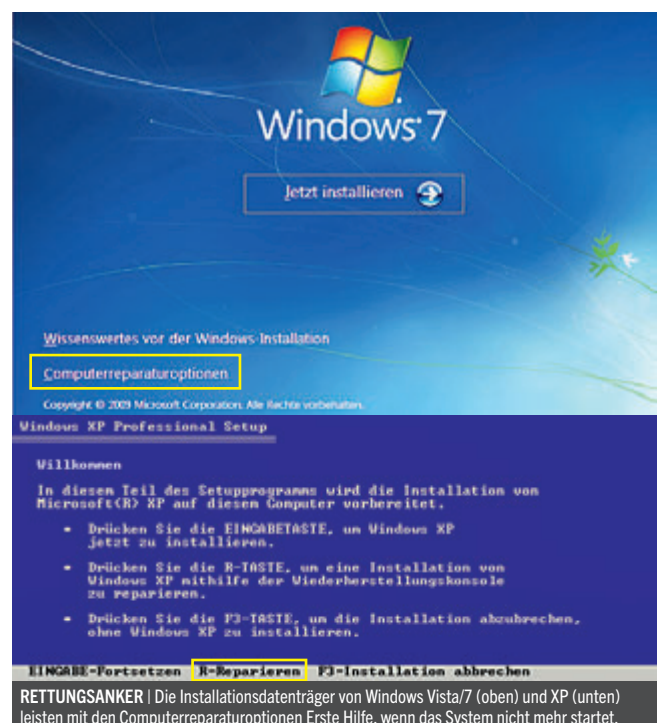 Windows 7
Jetzt installieren
Wissenswertes vor der Windows-Installation
Computerreparaturoptionen
Copyright © 2009 Microsoft Corporation. Alle Rechte vorbehalten.
Windows XP Professional Setup
Willkommen
In diesem Teil des Setupprogramms wird die Installation von
Microsoft(R) XP auf diesem Computer vorbereitet.
- Drücken Sie die EINGABETASTE, um Windows XP
jetzt zu installieren.
- Drücken Sie die R-TASTE, um eine Installation von
Windows XP mithilfe der Wiederherstellungskonsole
zu reparieren.
- Drücken Sie die F3-TASTE, um die Installation abzubrechen,
ohne Windows XP zu installieren.
EINGABE-Fortsetzen R-Reparieren F3-Installation abbrechen
RETTUNGSANKER | Die Installationsdatenträger von Windows Vista/7 (oben) und XP (unten)
leisten mit den Computerreparaturoptionen Erste Hilfe, wenn das System nicht mehr startet.